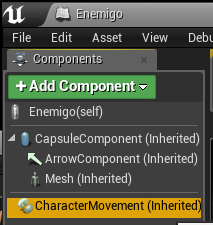 Enemigo
File Edit Asset View Debu
Components
+ Add Component
Enemigo(self)
CapsuleComponent (Inherited)
ArrowComponent (Inherited)
Mesh (Inherited)
CharacterMovement (Inherited)